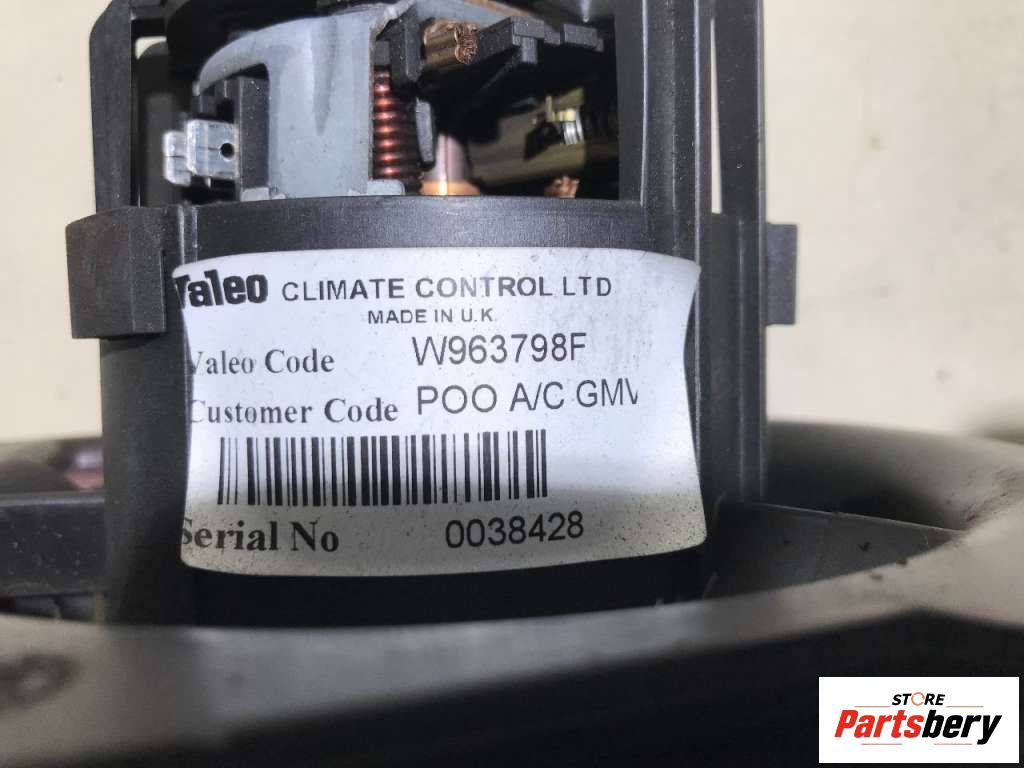 Valeo CLIMATE CONTROL LTD
MADE IN U.K.
Valeo Code W963798F
Customer Code POO A/C GMV
Serial No 0038428
STORE
Partsbery